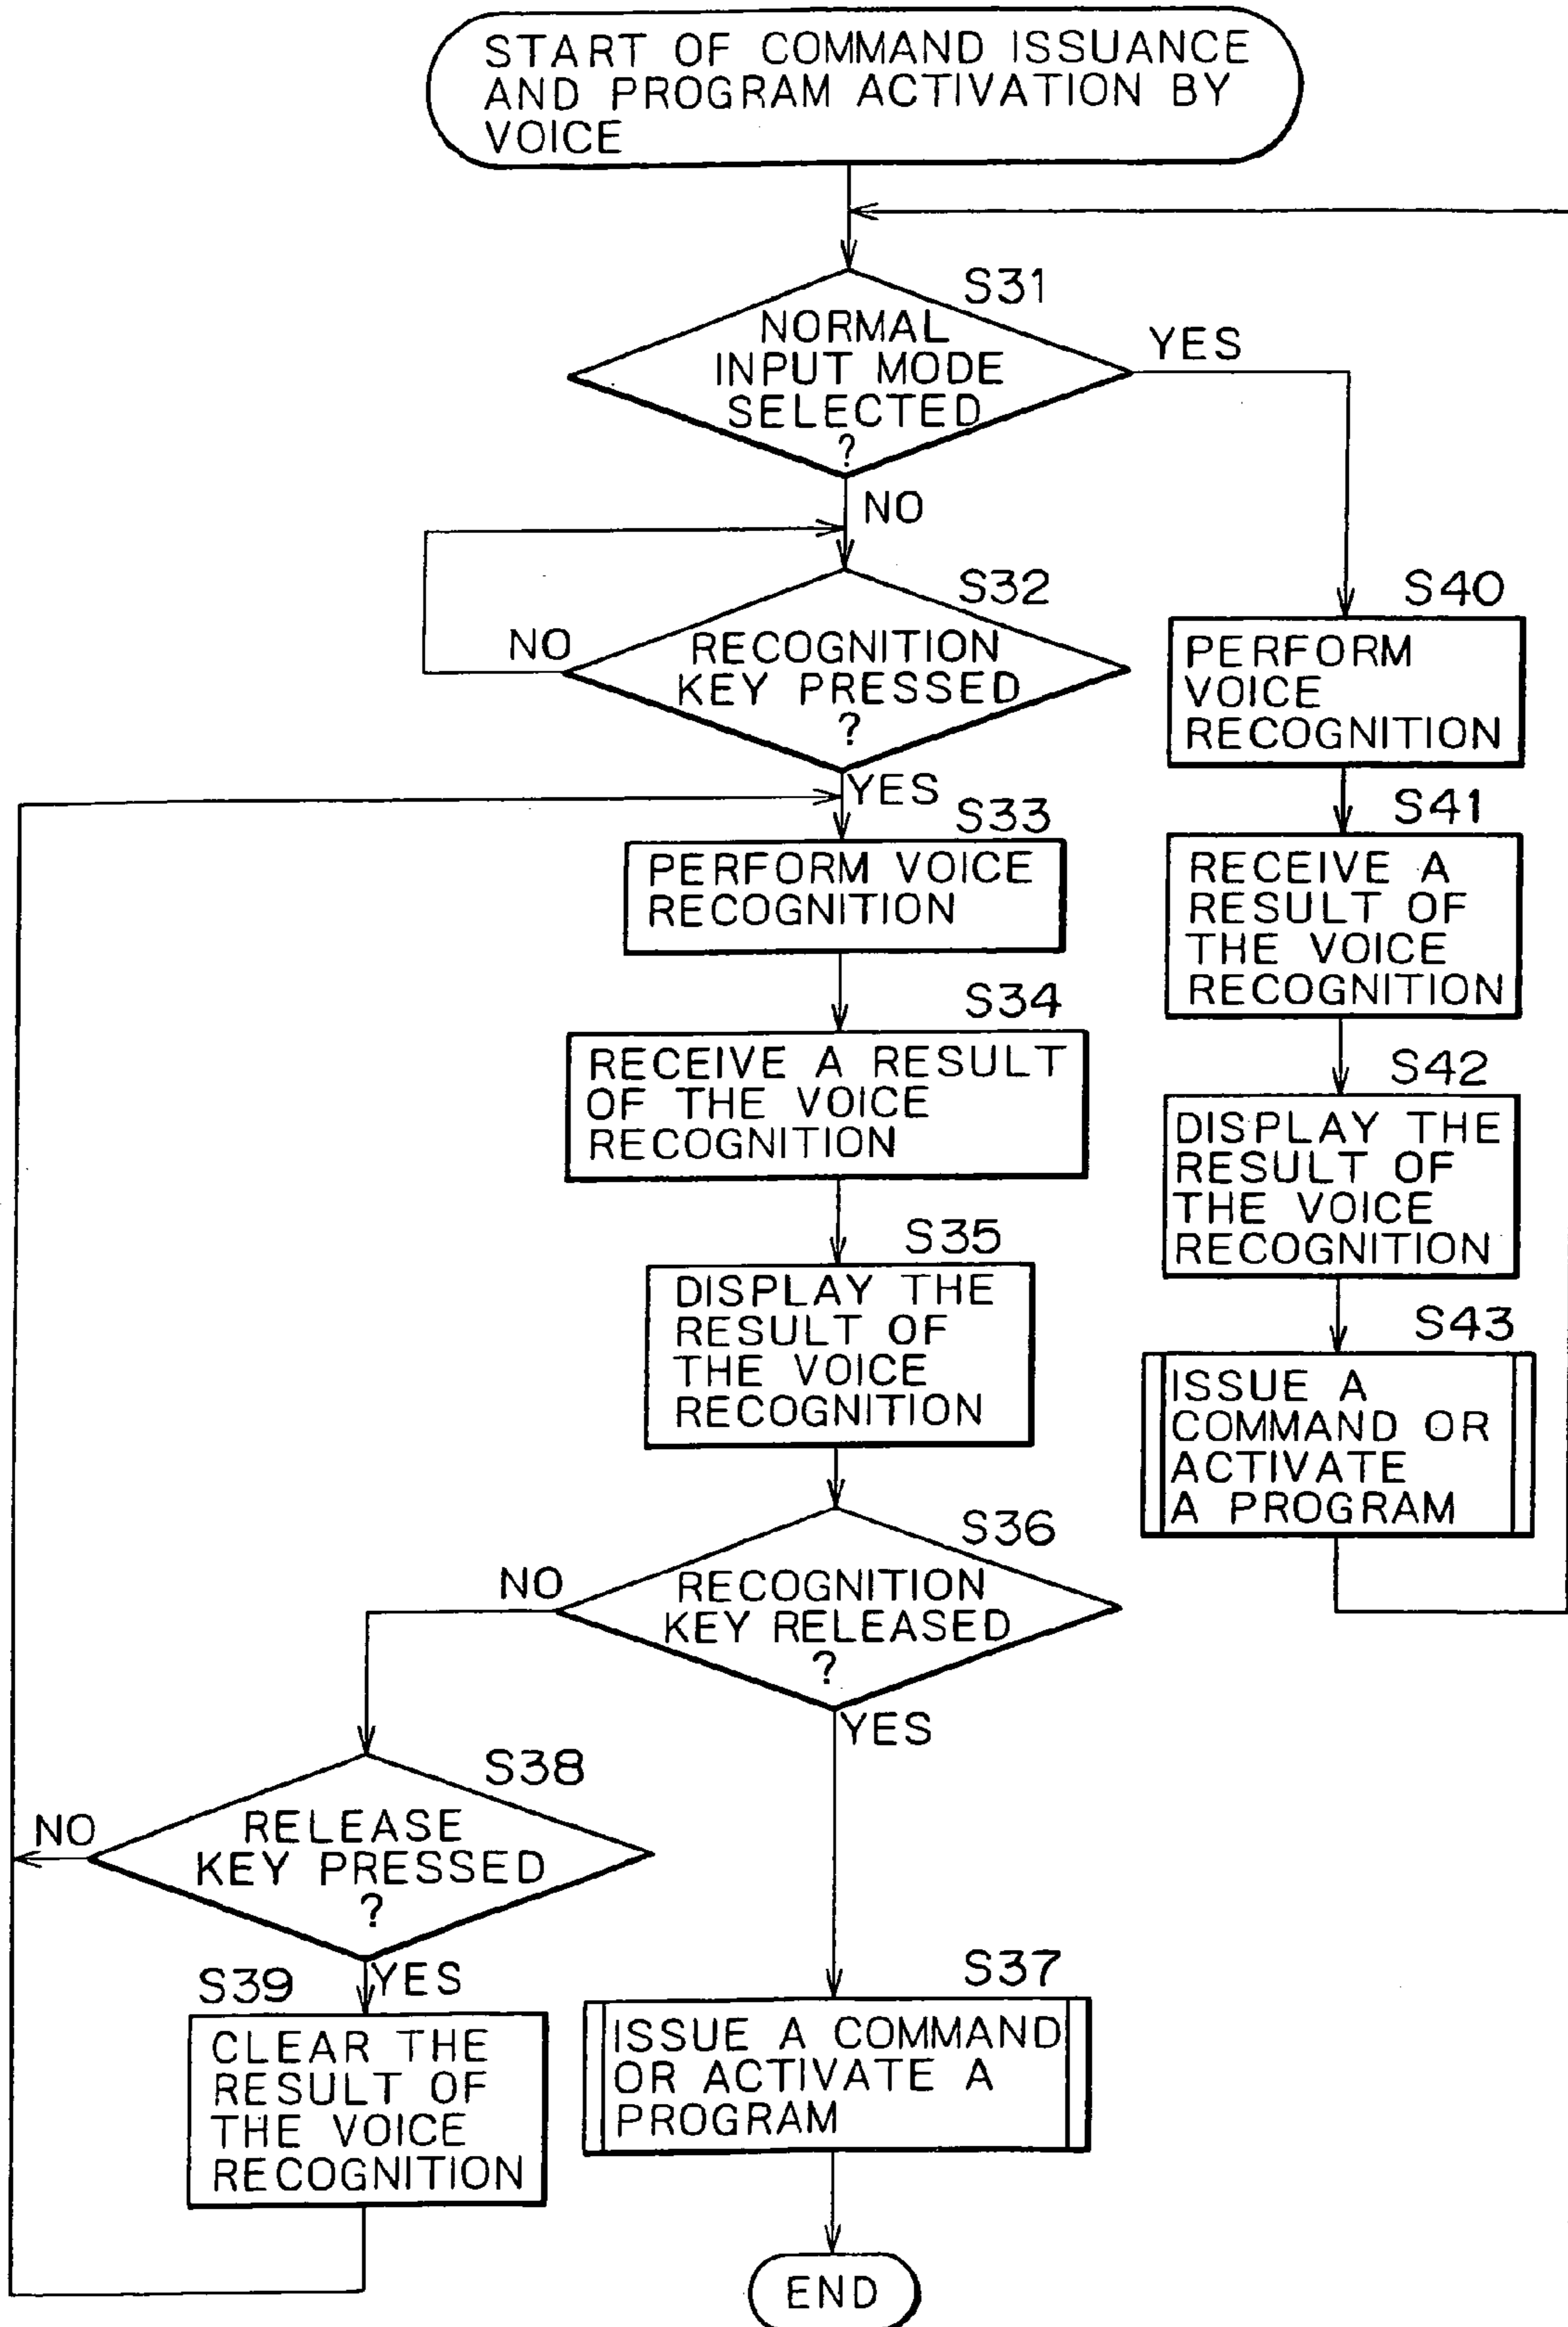 START OF COMMAND ISSUANCE
AND PROGRAM ACTIVATION BY
VOICE
S31
NORMAL
INPUT MODE
SELECTED
?
YES
NO
S32
NO
RECOGNITION
KEY PRESSED
?
YES
S33
PERFORM VOICE
RECOGNITION
S34
RECEIVE A RESULT
OF THE VOICE
RECOGNITION
S35
DISPLAY THE
RESULT OF
THE VOICE
RECOGNITION
S36
NO
RECOGNITION
KEY RELEASED
?
YES
S38
NO
RELEASE
KEY PRESSED
?
YES
S39
CLEAR THE
RESULT OF
THE VOICE
RECOGNITION
S37
ISSUE A COMMAND
OR ACTIVATE A
PROGRAM
END
S40
PERFORM
VOICE
RECOGNITION
S41
RECEIVE A
RESULT OF
THE VOICE
RECOGNITION
S42
DISPLAY THE
RESULT OF
THE VOICE
RECOGNITION
S43
ISSUE A
COMMAND OR
ACTIVATE
A PROGRAM